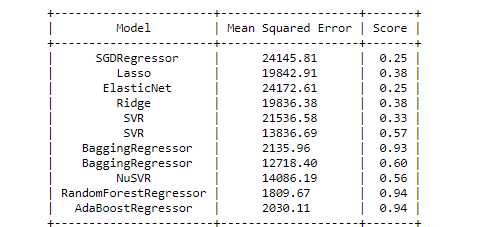 +-----------------------+--------------------+-------+
| Model | Mean Squared Error | Score |
+-----------------------+--------------------+-------+
| SGDRegressor | 24145.81 | 0.25 |
| Lasso | 19842.91 | 0.38 |
| ElasticNet | 24172.61 | 0.25 |
| Ridge | 19836.38 | 0.38 |
| SVR | 21536.58 | 0.33 |
| SVR | 13836.69 | 0.57 |
| BaggingRegressor | 2135.96 | 0.93 |
| BaggingRegressor | 12718.40 | 0.60 |
| NuSVR | 14086.19 | 0.56 |
| RandomForestRegressor | 1809.67 | 0.94 |
| AdaBoostRegressor | 2030.11 | 0.94 |
+-----------------------+--------------------+-------+